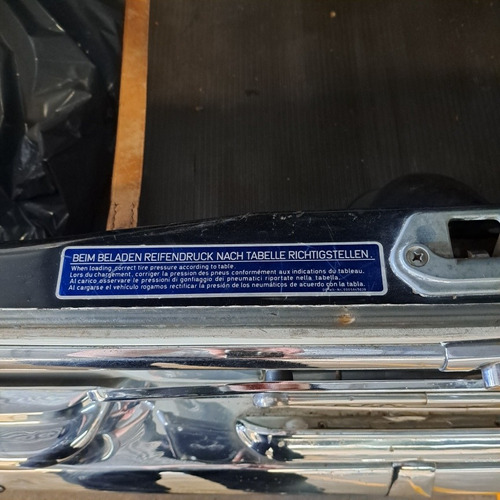 BEIM BELADEN REIFENDRUCK NACH TABELLE RICHTIGSTELLEN.
When loading, correct tire pressure according to table.
Lors du chargement, corriger la pression des pneus conformément aux indications du tableau.
Al carico, osservare le pressioni di gonfiaggio dei pneumatici riportate nella tabella.
Al cargarse el vehículo rogamos rectificar la presión de los neumáticos de acuerdo con la tabla.